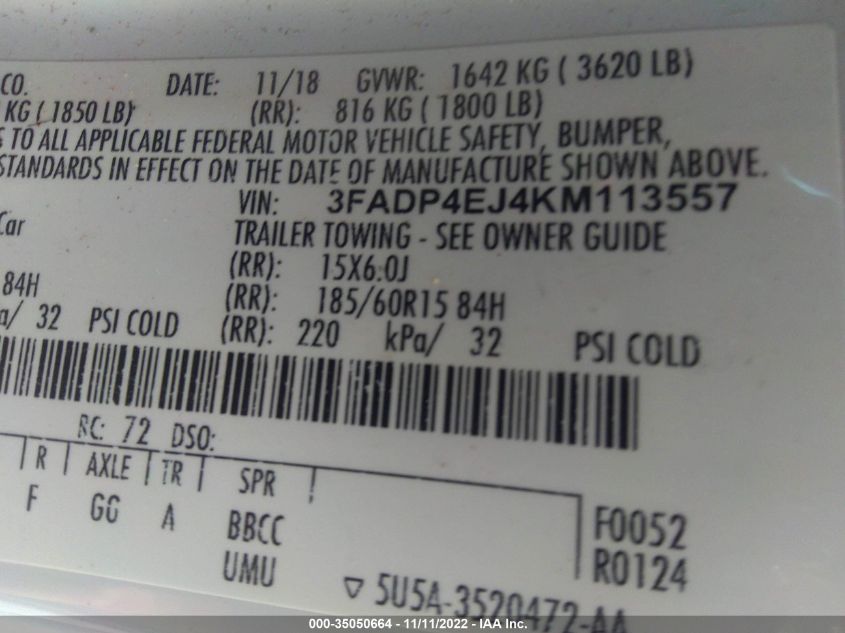 CO. DATE: 11/18 GVWR: 1642 KG ( 3620 LB)
KG ( 1850 LB) (RR): 816 KG ( 1800 LB)
TO ALL APPLICABLE FEDERAL MOTOR VEHICLE SAFETY, BUMPER,
STANDARDS IN EFFECT ON THE DATE OF MANUFACTURE SHOWN ABOVE.
VIN: 3FADP4EJ4KM113557
Car TRAILER TOWING - SEE OWNER GUIDE
(RR): 15X6.0J
84H (RR): 185/60R15 84H
/ 32 PSI COLD (RR): 220 kPa/ 32 PSI COLD
RC: 72 DSO:
R AXLE TR SPR
F GG A BBCC F0052
UMU R0124
5U5A-3520472-AA
000-35050664 - 11/11/2022 - IAA Inc.